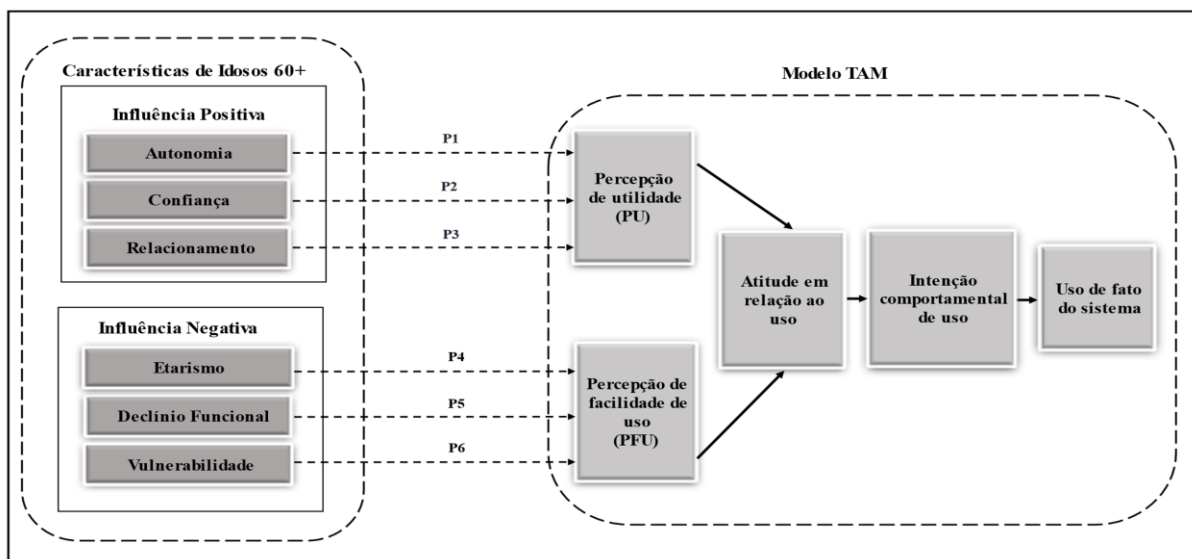 Características de Idosos 60+
Influência Positiva
Autonomia
Confiança
Relacionamento
Influência Negativa
Etarismo
Declínio Funcional
Vulnerabilidade
P1
P2
P3
P4
P5
P6
Modelo TAM
Percepção
de utilidade
(PU)
Percepção de
facilidade de
uso
(PFU)
Atitude em
relação ao
uso
Intenção
comportamental
de uso
Uso de fato
do sistema